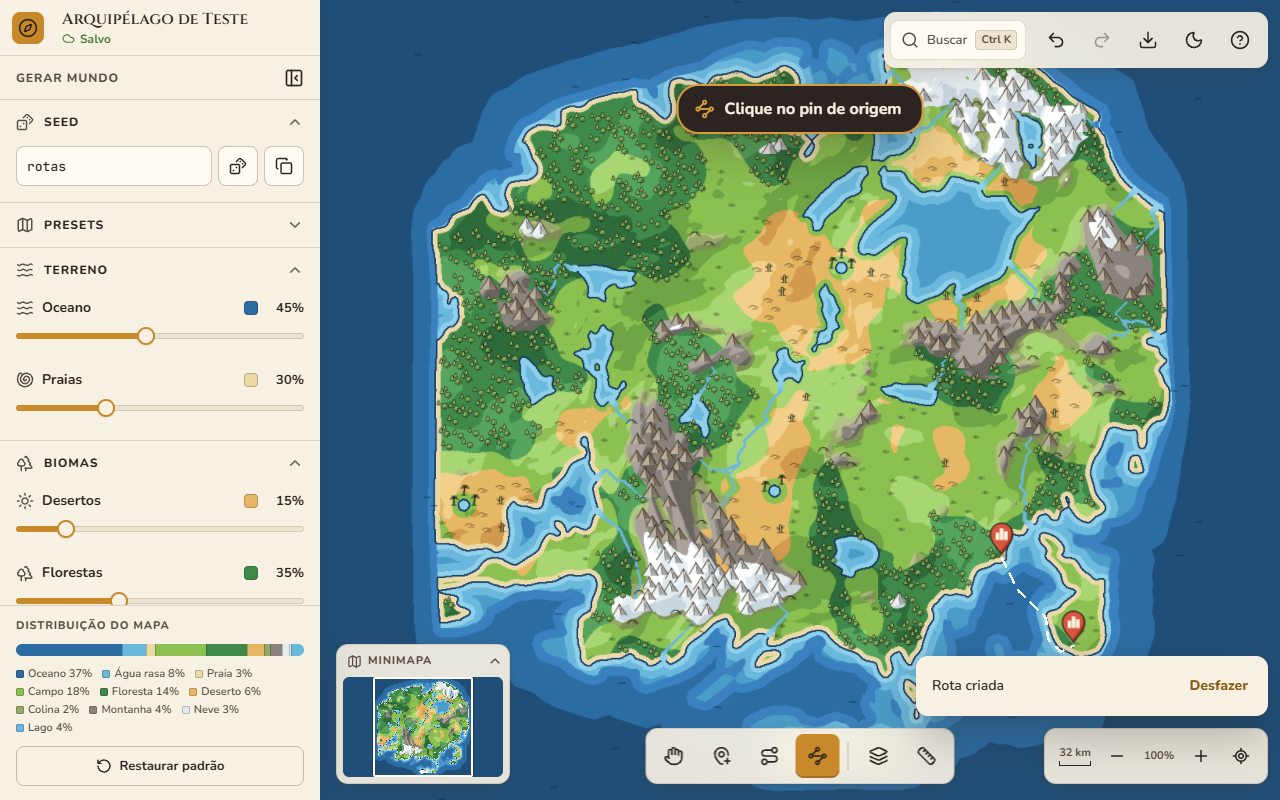 Arquipélago de Teste
Salvo
GERAR MUNDO
SEED
rotas
PRESETS
TERRENO
Oceano 45%
Praias 30%
BIOMAS
Desertos 15%
Florestas 35%
DISTRIBUIÇÃO DO MAPA
Oceano 37% Água rasa 8% Praia 3%
Campo 18% Floresta 14% Deserto 6%
Colina 2% Montanha 4% Neve 3%
Lago 4%
Restaurar padrão
Buscar Ctrl K
Clique no pin de origem
MINIMAPA
Rota criada Desfazer
32 km 100%